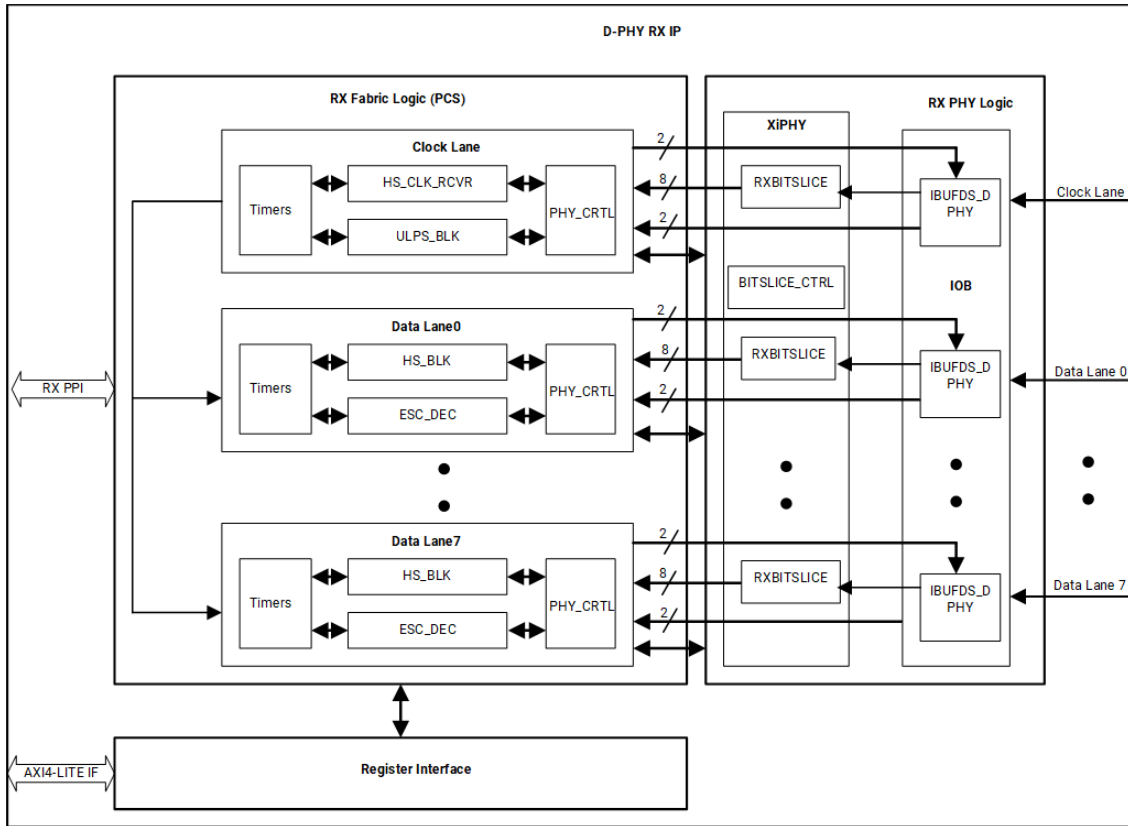 D-PHY RX IP
RX Fabric Logic (PCS)
RX PHY Logic
XiPHY
Clock Lane
2
HS_CLK_RCVR
8
RXBITSLICE
Timers
PHY_CRTL
IBUFDS_D
PHY
Clock Lane
ULPS_BLK
2
BITSLICE_CTRL
IOB
Data Lane0
2
HS_BLK
8
RXBITSLICE
Timers
PHY_CRTL
IBUFDS_D
PHY
Data Lane 0
RX PPI
ESC_DEC
2
Data Lane7
2
HS_BLK
8
RXBITSLICE
Timers
PHY_CRTL
IBUFDS_D
PHY
Data Lane 7
ESC_DEC
2
AXI4-LITE IF
Register Interface